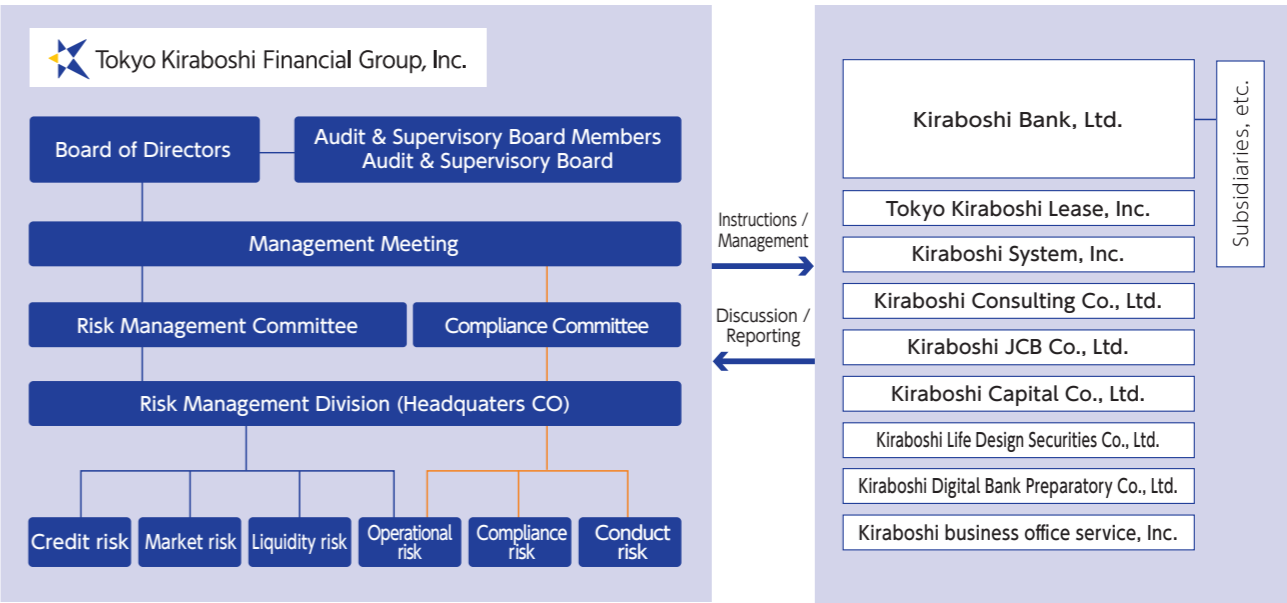 Tokyo Kiraboshi Financial Group, Inc.
Board of Directors
Audit & Supervisory Board Members
Audit & Supervisory Board
Management Meeting
Risk Management Committee
Compliance Committee
Risk Management Division (Headquaters CO)
Credit risk
Market risk
Liquidity risk
Operational
risk
Compliance
risk
Conduct
risk
Instructions /
Management
Discussion /
Reporting
Kiraboshi Bank, Ltd.
Subsidiaries, etc.
Tokyo Kiraboshi Lease, Inc.
Kiraboshi System, Inc.
Kiraboshi Consulting Co., Ltd.
Kiraboshi JCB Co., Ltd.
Kiraboshi Capital Co., Ltd.
Kiraboshi Life Design Securities Co., Ltd.
Kiraboshi Digital Bank Preparatory Co., Ltd.
Kiraboshi business office service, Inc.